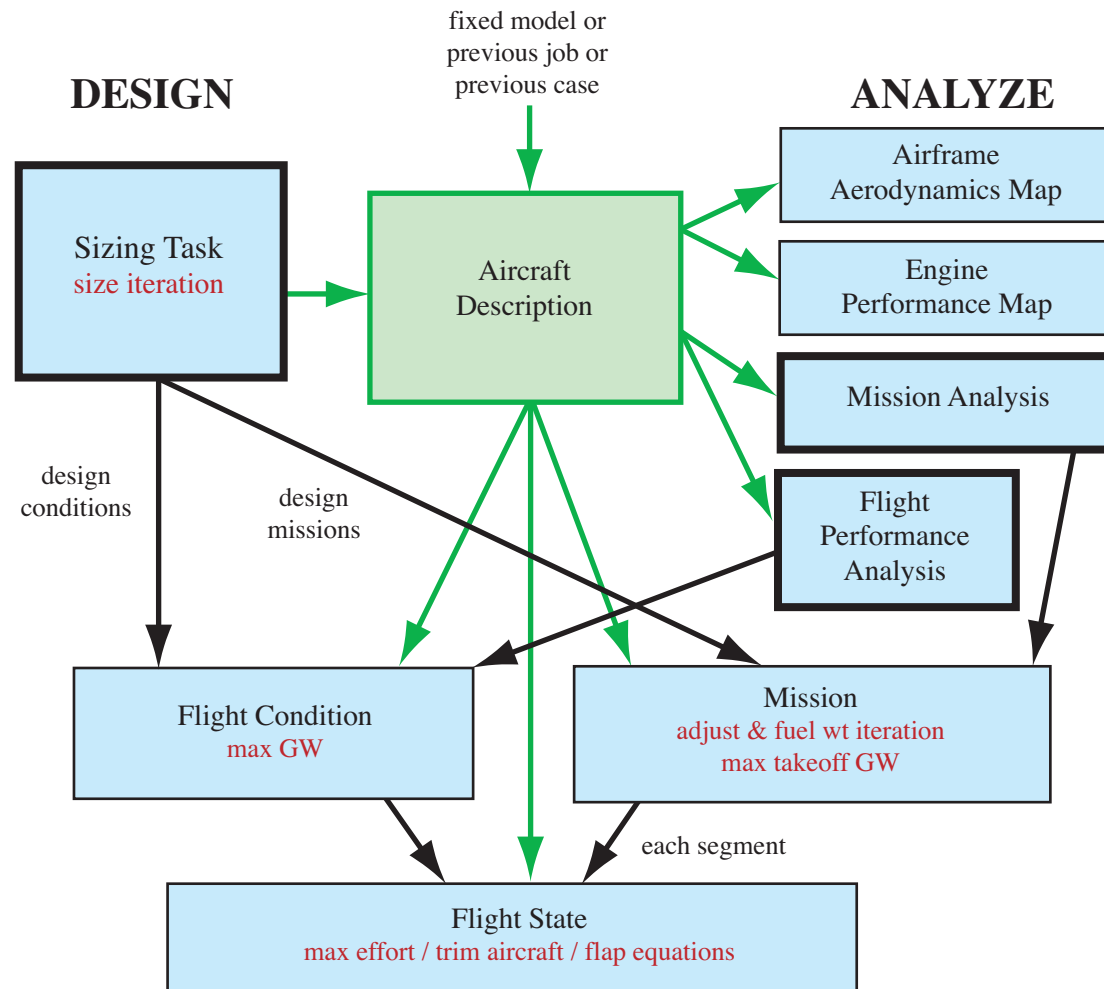 fixed model or
previous job or
previous case
DESIGN
ANALYZE
Sizing Task
size iteration
Aircraft
Description
Airframe
Aerodynamics Map
Engine
Performance Map
Mission Analysis
Flight
Performance
Analysis
design
conditions
design
missions
Flight Condition
max GW
Mission
adjust & fuel wt iteration
max takeoff GW
each segment
Flight State
max effort / trim aircraft / flap equations